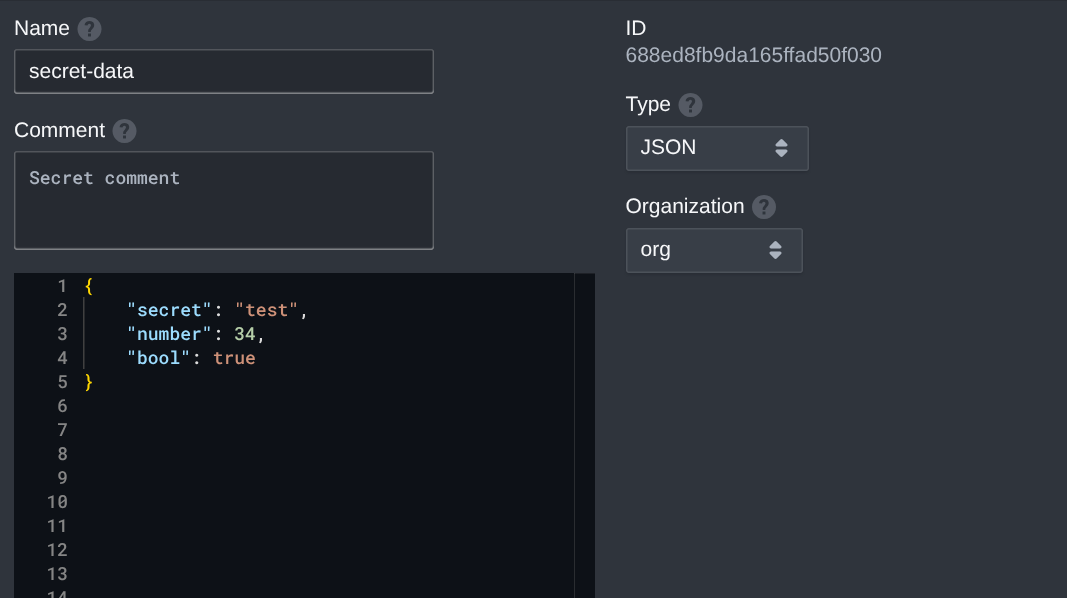 Name ?
secret-data
Comment ?
Secret comment
1 {
2     "secret": "test",
3     "number": 34,
4     "bool": true
5 }
6
7
8
9
10
11
12
13
14
ID
688ed8fb9da165ffad50f030
Type ?
JSON
Organization ?
org